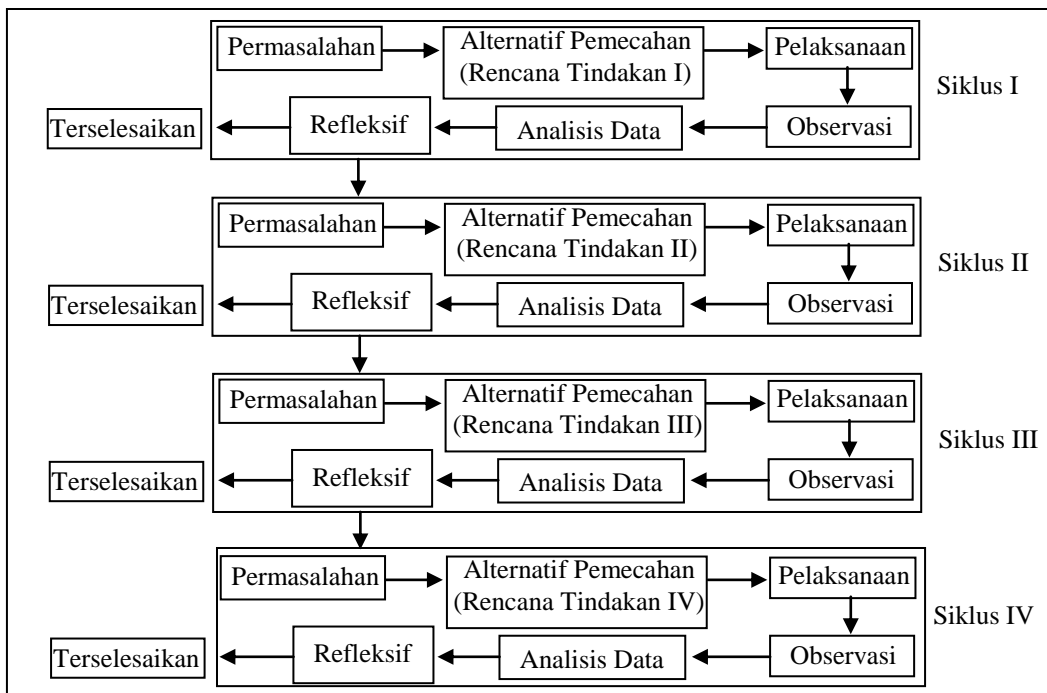 Permasalahan
Alternatif Pemecahan
(Rencana Tindakan I)
Pelaksanaan
Siklus I
Terselesaikan
Refleksif
Analisis Data
Observasi
Permasalahan
Alternatif Pemecahan
(Rencana Tindakan II)
Pelaksanaan
Siklus II
Terselesaikan
Refleksif
Analisis Data
Observasi
Permasalahan
Alternatif Pemecahan
(Rencana Tindakan III)
Pelaksanaan
Siklus III
Terselesaikan
Refleksif
Analisis Data
Observasi
Permasalahan
Alternatif Pemecahan
(Rencana Tindakan IV)
Pelaksanaan
Siklus IV
Terselesaikan
Refleksif
Analisis Data
Observasi